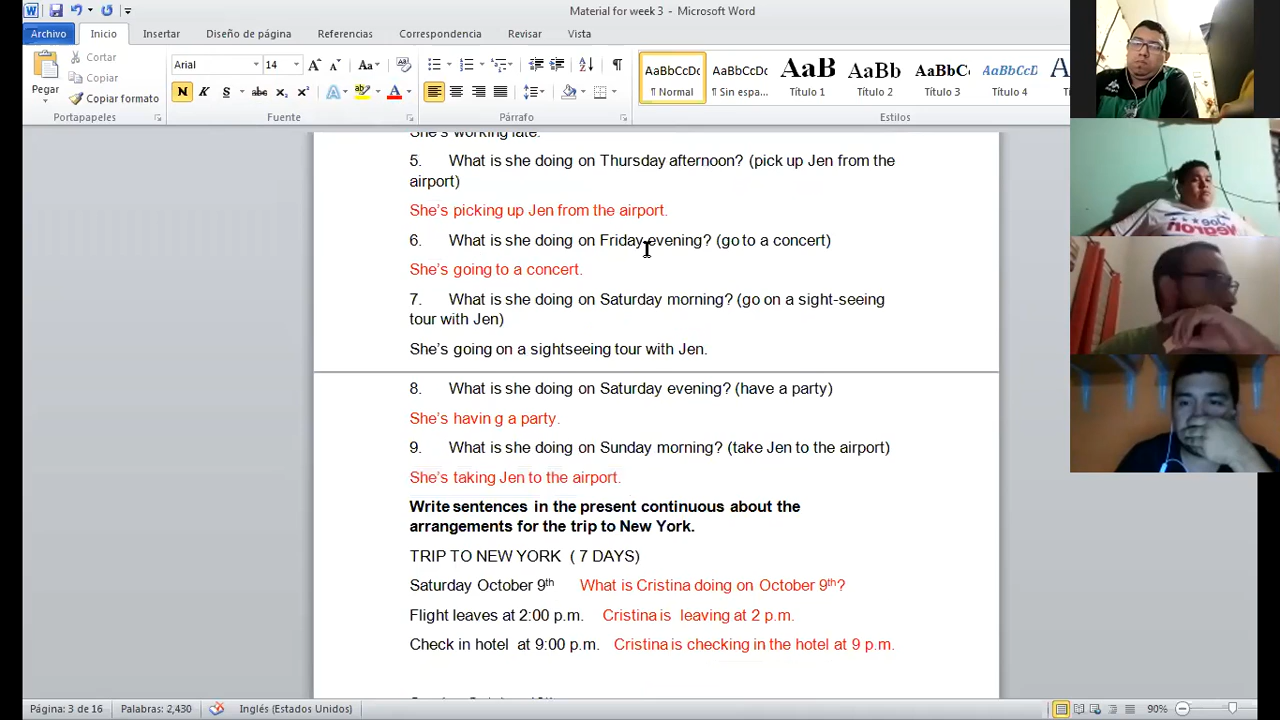 Material for week 3 - Microsoft Word
Archivo Inicio Insertar Diseño de página Referencias Correspondencia Revisar Vista
Pegar
Cortar
Copiar
Copiar formato
Portapapeles
Arial 14
Fuente
Párrafo
AaBbCcDc AaBbCcDc AaB AaBb AaBbC AaBbCcD
¶ Normal ¶ Sin espa... Título 1 Título 2 Título 3 Título 4
Estilos
She's working late.
5. What is she doing on Thursday afternoon? (pick up Jen from the
airport)
She's picking up Jen from the airport.
6. What is she doing on Friday evening? (go to a concert)
She's going to a concert.
7. What is she doing on Saturday morning? (go on a sight-seeing
tour with Jen)
She's going on a sightseeing tour with Jen.
8. What is she doing on Saturday evening? (have a party)
She's havin g a party.
9. What is she doing on Sunday morning? (take Jen to the airport)
She's taking Jen to the airport.
Write sentences in the present continuous about the
arrangements for the trip to New York.
TRIP TO NEW YORK ( 7 DAYS)
Saturday October 9th What is Cristina doing on October 9th?
Flight leaves at 2:00 p.m. Cristina is leaving at 2 p.m.
Check in hotel at 9:00 p.m. Cristina is checking in the hotel at 9 p.m.
Página: 3 de 16 Palabras: 2,430 Inglés (Estados Unidos) 90%